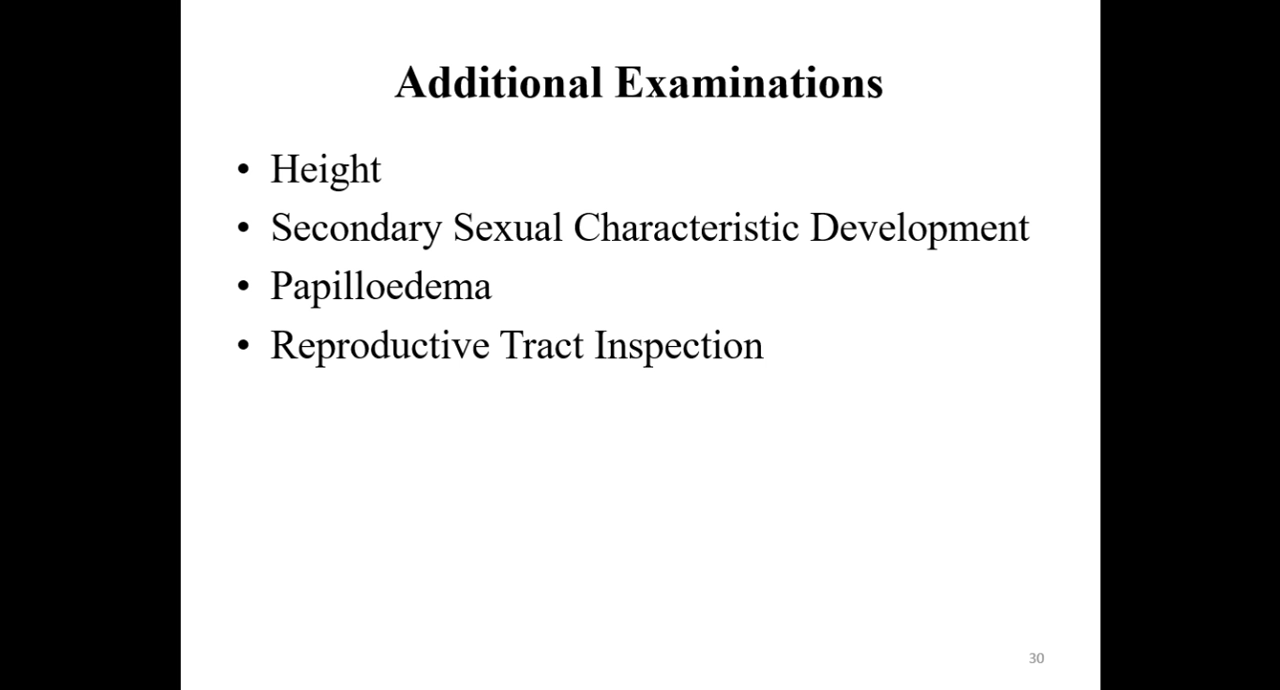 Additional Examinations
• Height
• Secondary Sexual Characteristic Development
• Papilloedema
• Reproductive Tract Inspection
30